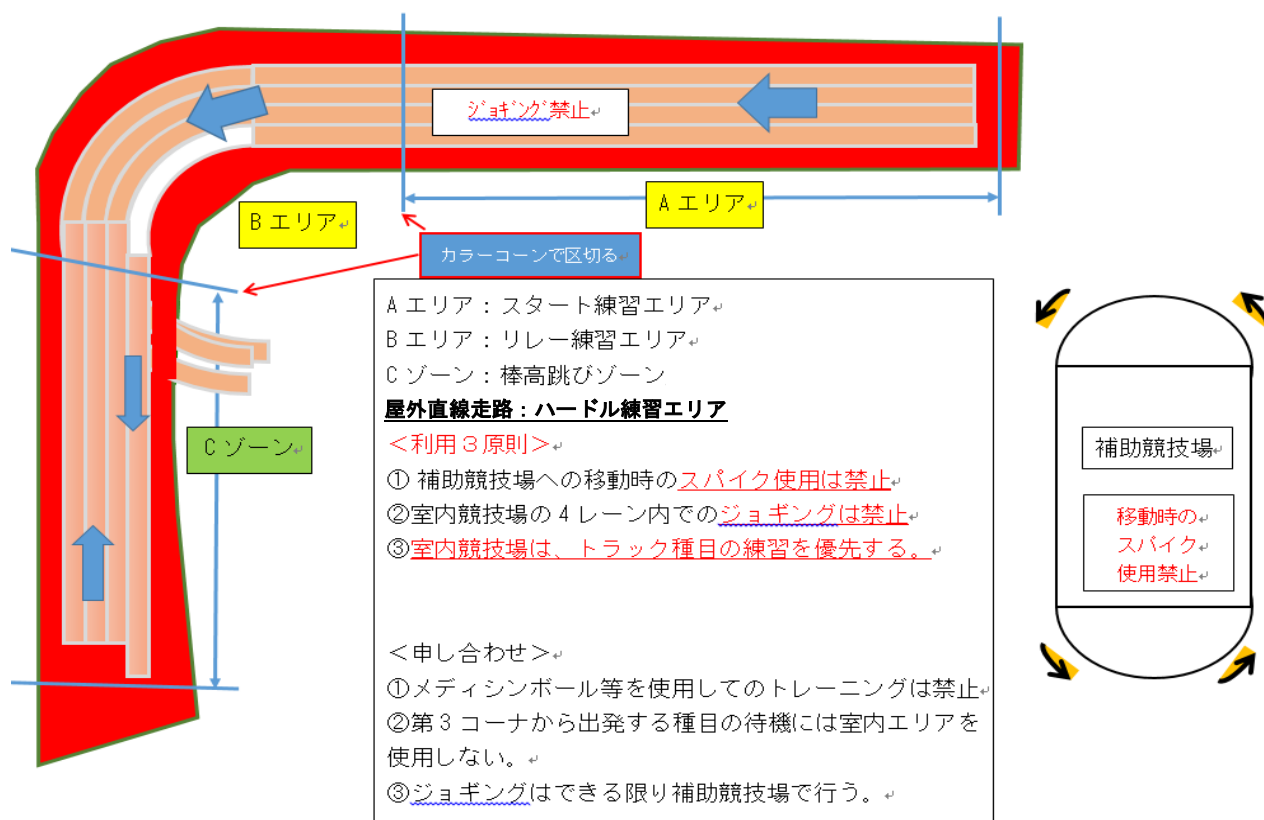 ｼﾞｮｷﾞﾝｸﾞ禁止
Aエリア
Bエリア
カラーコーンで区切る
Cゾーン
Aエリア：スタート練習エリア
Bエリア：リレー練習エリア
Cゾーン：棒高跳びゾーン
屋外直線走路：ハードル練習エリア
＜利用３原則＞
① 補助競技場への移動時のスパイク使用は禁止
②室内競技場の４レーン内でのジョギングは禁止
③室内競技場は、トラック種目の練習を優先する。
＜申し合わせ＞
①メディシンボール等を使用してのトレーニングは禁止
②第３コーナから出発する種目の待機には室内エリアを
使用しない。
③ジョギングはできる限り補助競技場で行う。
補助競技場
移動時の
スパイク
使用禁止